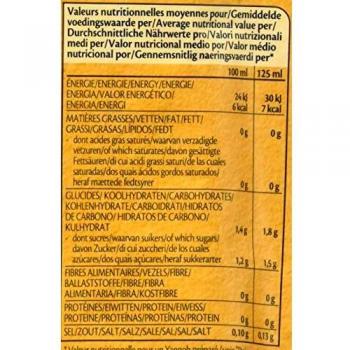 Valeurs nutritionnelles moyennes pour/Gemiddelde
voedingswaarde per/Average nutritional value per/
Durchschnittliche Nährwerte pro/Valori nutrizionali
medi per/Valor nutricional medio por/Valor médio
nutricional por/Gennemsnitlig næringsværdi per*
100 ml 125 ml
ÉNERGIE/ENERGIE/ENERGY/ENERGIE/
ENERGIA/VALOR ENERGÉTICO/
ENERGIA/ENERGI
24 kJ 30 kJ
6 kcal 7 kcal
MATIÈRES GRASSES/VETTEN/FAT/FETT/
GRASSI/GRASAS/LÍPIDOS/FEDT
0g 0g
- dont acides gras saturés/waarvan verzadigde
vetzuren/of which saturates/davon gesättigte
Fettsäuren/di cui acidi grassi saturi/de las cuales
saturadas/dos quais ácidos gordos saturados/
heraf mættede fedtsyrer
0g 0g
GLUCIDES/ KOOLHYDRATEN/CARBOHYDRATES/
KOHLENHYDRATE/CARBOIDRATI/HIDRATOS
DE CARBONO/ HIDRATOS DE CARBONO/
KULHYDRAT
1,4g 1,8g
- dont sucres/waarvan suikers/of which sugars/
davon Zucker/di cui zuccheri/de los cuales
azúcares/dos quais açúcares/heraf sukkerarter
1,2g 1,5g
FIBRES ALIMENTAIRES/VEZELS/FIBRE/
BALLASTSTOFFE/FIBRE/FIBRA
ALIMENTARIA/FIBRA/KOSTFIBRE
0g 0g
PROTÉINES/EIWITTEN/PROTEIN/EIWEISS/
PROTEINE/PROTEÍNAS/PROTEÍNAS/PROTEIN
0g 0g
SEL/ZOUT/SALT/SALZ/SALE/SAL/SAL/SALT
0,10g 0,13g